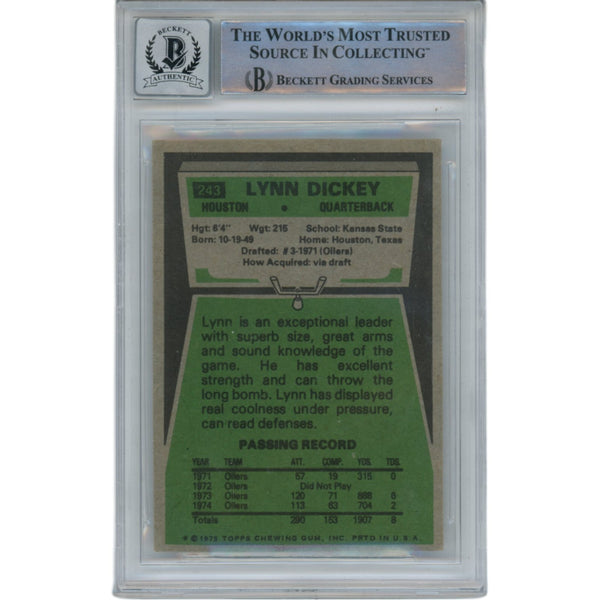 BECKETT
B
AUTHENTIC
THE WORLD'S MOST TRUSTED
SOURCE IN COLLECTING™
B BECKETT GRADING SERVICES
243 LYNN DICKEY
HOUSTON • QUARTERBACK
Hgt: 6'4" Wgt: 215 School: Kansas State
Born: 10-19-49 Home: Houston, Texas
Drafted: #3-1971 (Oilers)
How Acquired: via draft
Lynn is an exceptional leader
with superb size, great arms
and sound knowledge of the
game. He has excellent
strength and can throw the
long bomb. Lynn has displayed
real coolness under pressure,
can read defenses.
PASSING RECORD
YEAR TEAM ATT. COMP. YDS. TDS.
1971 Oilers 57 19 315 0
1972 Oilers Did Not Play
1973 Oilers 120 71 888 6
1974 Oilers 113 63 704 2
Totals 290 153 1907 8
* © 1975 TOPPS CHEWING GUM, INC. PRTD IN U.S.A.